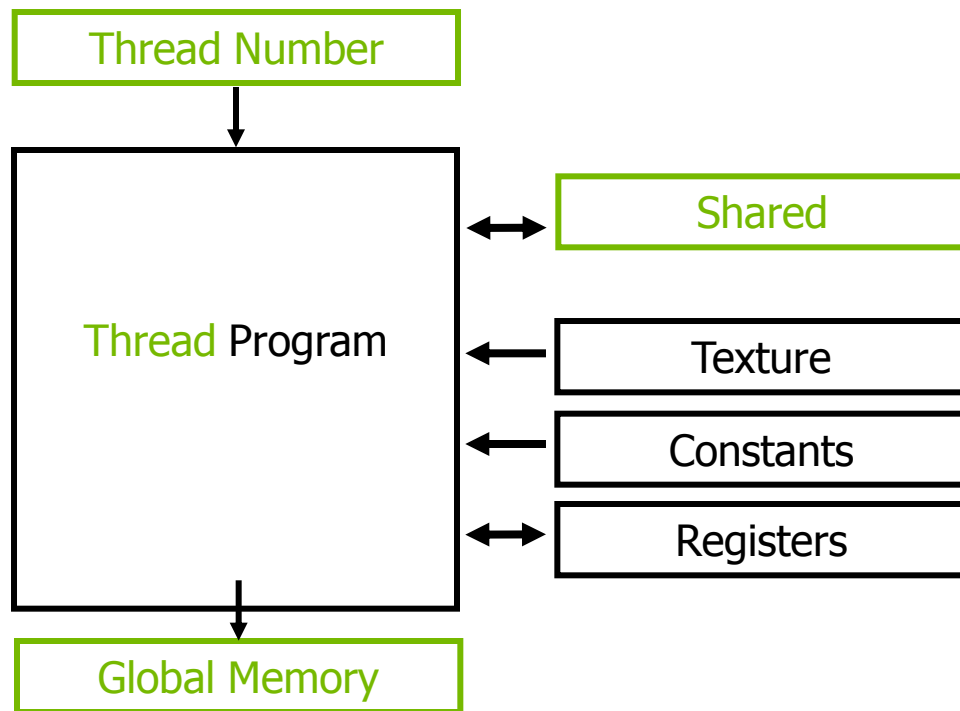 Thread Number
Shared
Thread Program
Texture
Constants
Registers
Global Memory